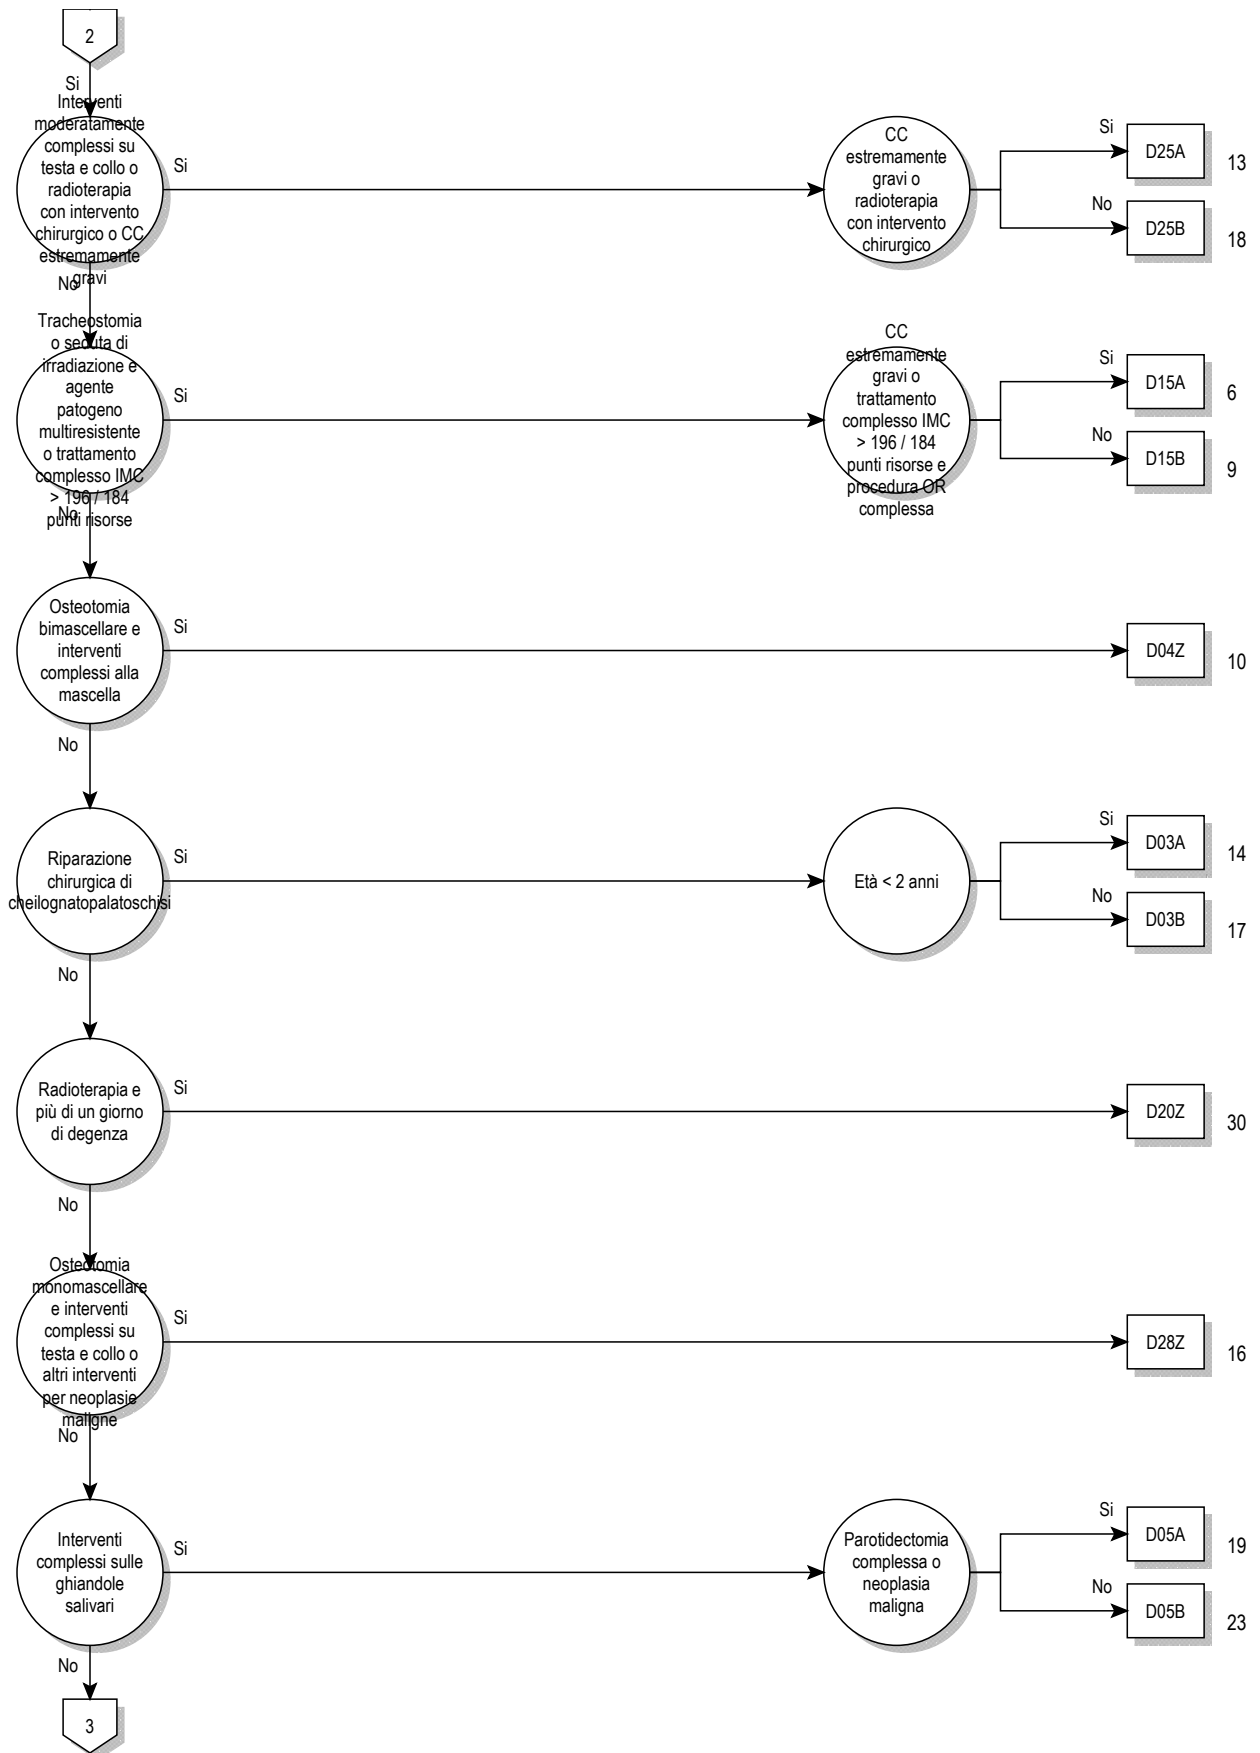 2
Si
Interventi
moderatamente
complessi su
testa e collo o
radioterapia
con intervento
chirurgico o CC
estremamente
gravi
Si
CC
estremamente
gravi o
radioterapia
con intervento
chirurgico
Si
D25A
13
No
D25B
18
No
Tracheostomia
o seduta di
irradiazione e
agente
patogeno
multiresistente
o trattamento
complesso IMC
> 196 / 184
punti risorse
Si
CC
estremamente
gravi o
trattamento
complesso IMC
> 196 / 184
punti risorse e
procedura OR
complessa
Si
D15A
6
No
D15B
9
No
Osteotomia
bimascellare e
interventi
complessi alla
mascella
Si
D04Z
10
No
Riparazione
chirurgica di
cheilognatopalatoschisi
Si
Età < 2 anni
Si
D03A
14
No
D03B
17
No
Radioterapia e
più di un giorno
di degenza
Si
D20Z
30
No
Osteotomia
monomascellare
e interventi
complessi su
testa e collo o
altri interventi
per neoplasie
maligne
Si
D28Z
16
No
Interventi
complessi sulle
ghiandole
salivari
Si
Parotidectomia
complessa o
neoplasia
maligna
Si
D05A
19
No
D05B
23
No
3